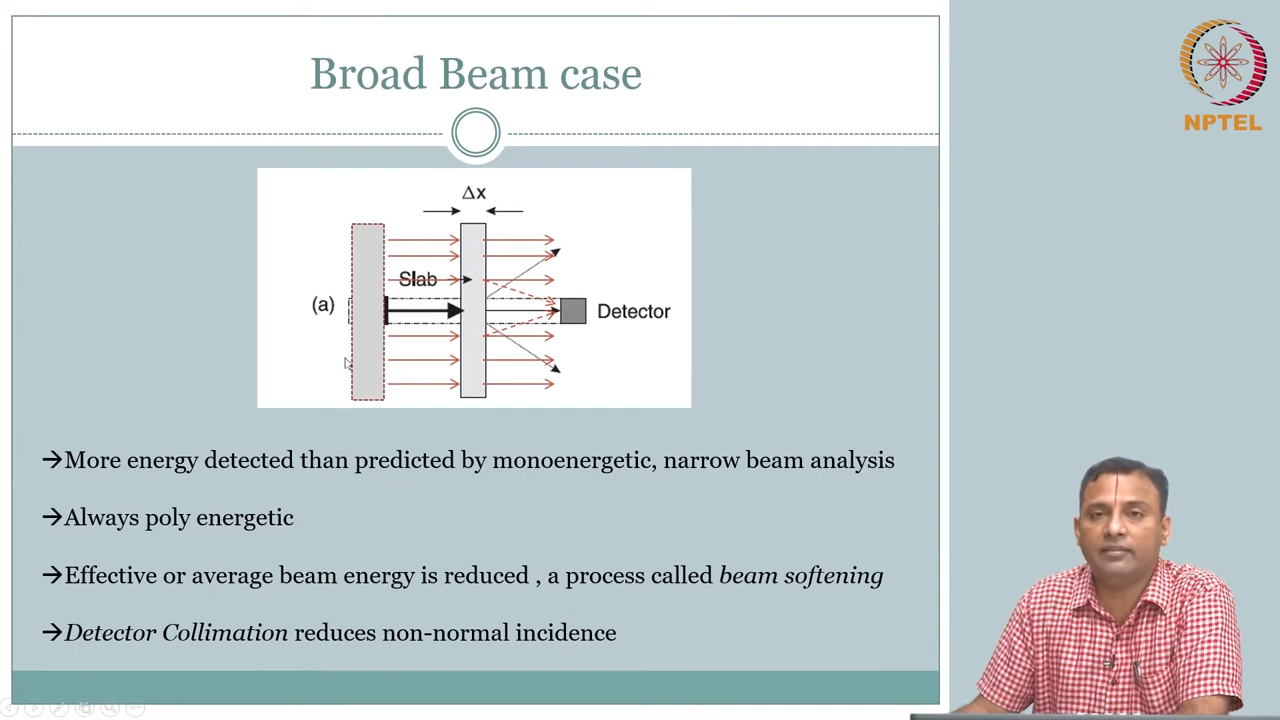 Broad Beam case
NPTEL
Δx
Slab
(a)
Detector
→More energy detected than predicted by monoenergetic, narrow beam analysis
→Always poly energetic
→Effective or average beam energy is reduced , a process called beam softening
→Detector Collimation reduces non-normal incidence